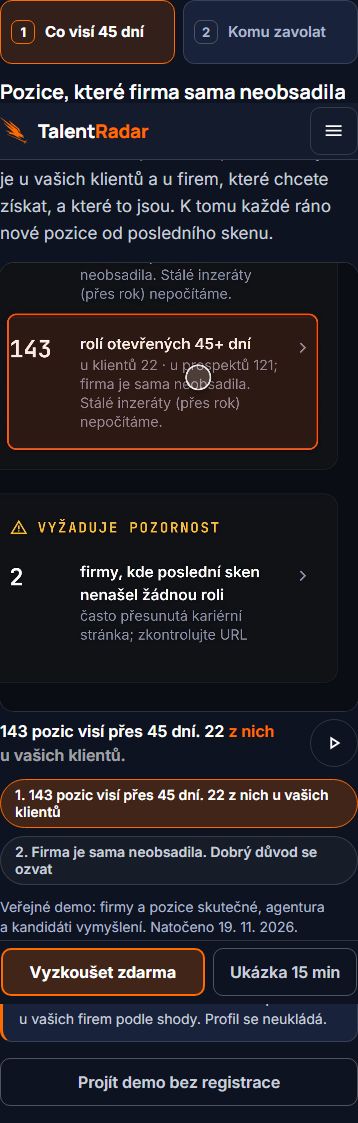 1 Co visí 45 dní
2 Komu zavolat
Pozice, které firma sama neobsadila
TalentRadar
je u vašich klientů a u firem, které chcete
získat, a které to jsou. K tomu každé ráno
nové pozice od posledního skenu.
neobsadila. Stálé inzeráty
(přes rok) nepočítáme.
143 rolí otevřených 45+ dní
u klientů 22 · u prospektů 121;
firma je sama neobsadila.
Stálé inzeráty (přes rok)
nepočítáme.
VYŽADUJE POZORNOST
2 firmy, kde poslední sken
nenašel žádnou roli
často přesunutá kariérní
stránka; zkontrolujte URL
143 pozic visí přes 45 dní. 22 z nich
u vašich klientů.
1. 143 pozic visí přes 45 dní. 22 z nich u vašich
klientů
2. Firma je sama neobsadila. Dobrý důvod se
ozvat
Veřejné demo: firmy a pozice skutečné, agentura
a kandidáti vymyšlení. Natočeno 19. 11. 2026.
Vyzkoušet zdarma
Ukázka 15 min
u vašich firem podle shody. Profil se neukládá.
Projít demo bez registrace